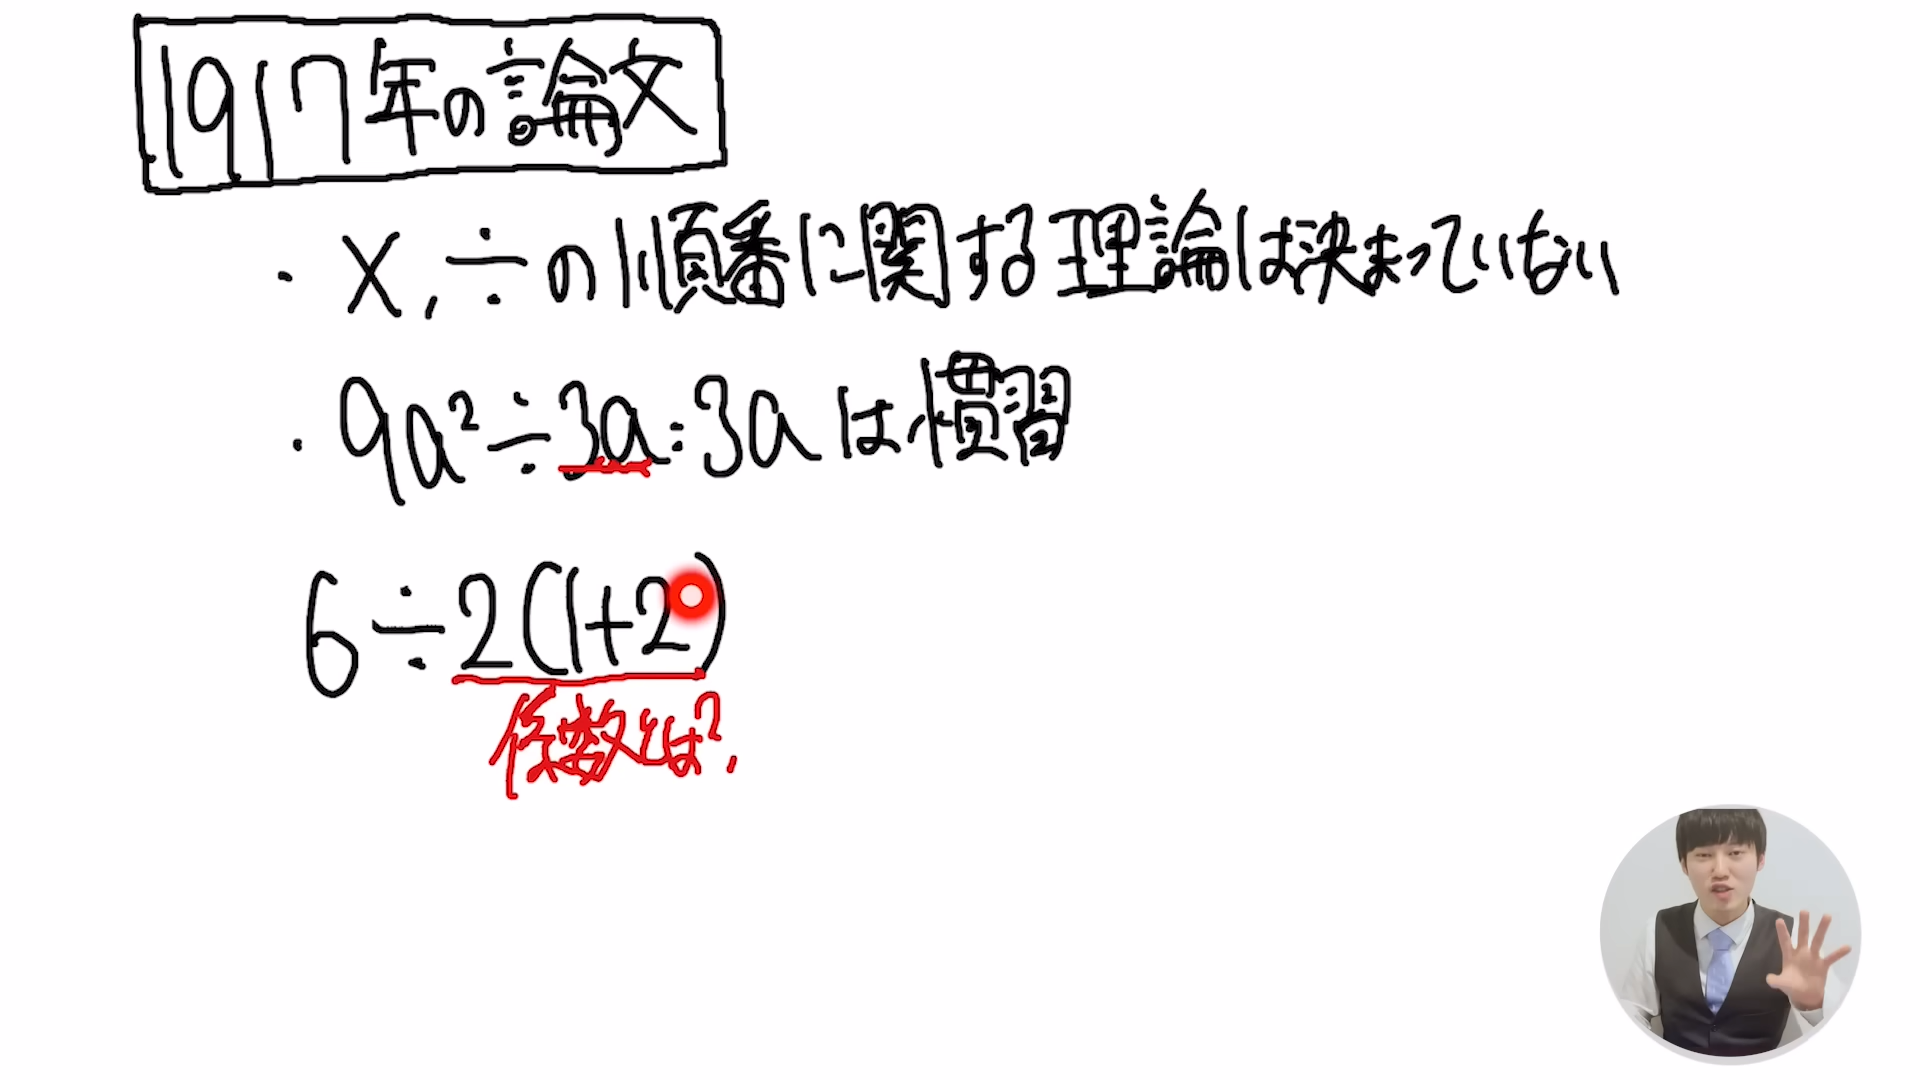 1917年の論文
・×,÷の順番に関する理論は決まっていない
・9a²÷3a=3aは慣習
6÷2(1+2)
係数とは?